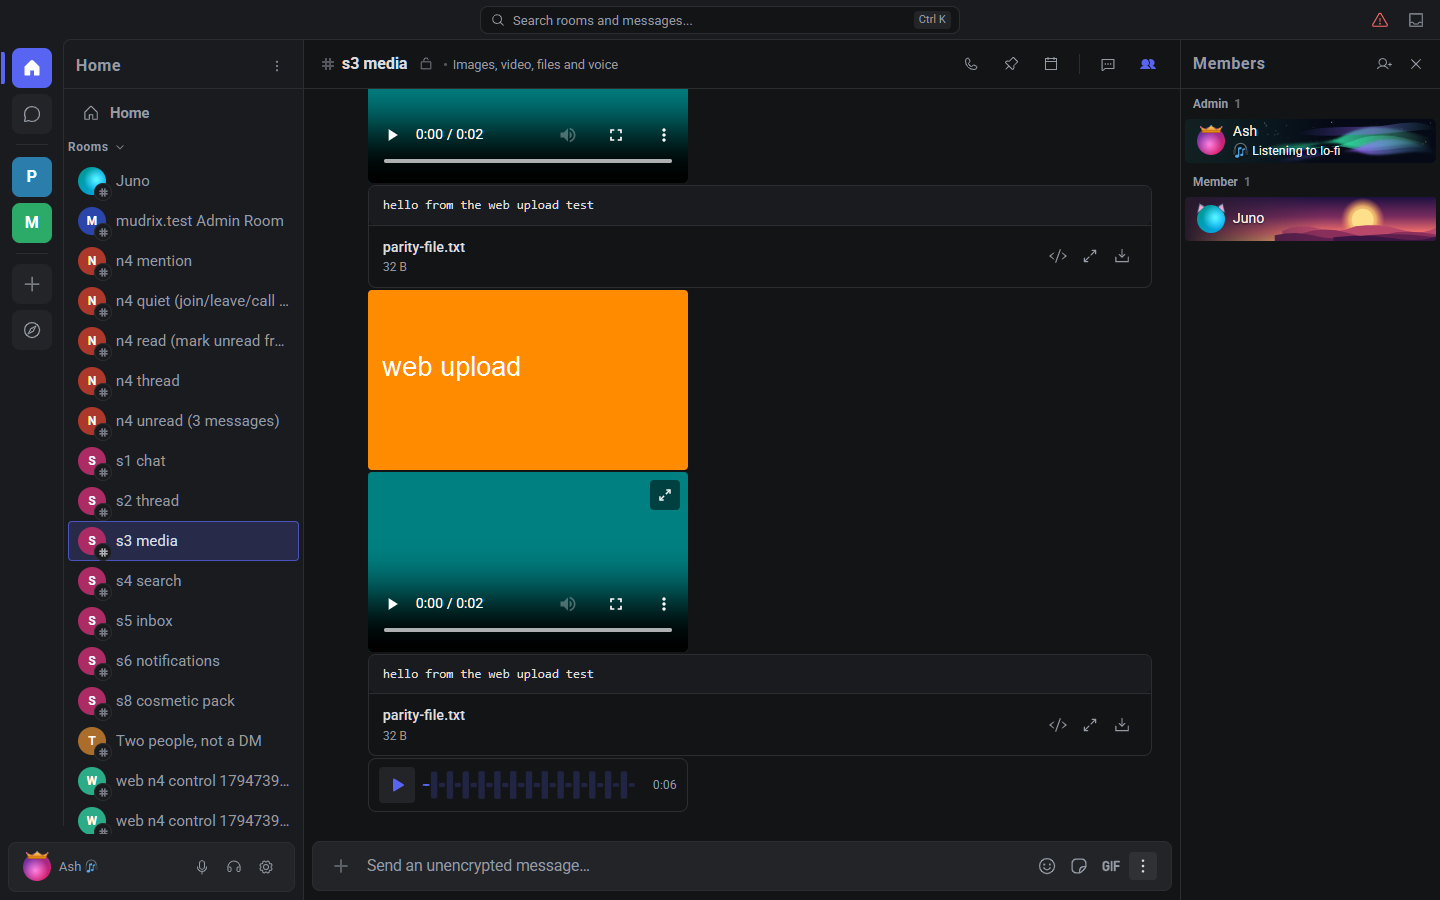 Search rooms and messages...
Ctrl K
Home
Home
Rooms
P
M
Juno
M mudrix.test Admin Room
N n4 mention
N n4 quiet (join/leave/call ...
N n4 read (mark unread fr...
N n4 thread
N n4 unread (3 messages)
S s1 chat
S s2 thread
S s3 media
S s4 search
S s5 inbox
S s6 notifications
S s8 cosmetic pack
T Two people, not a DM
W web n4 control 1794739...
W web n4 control 1794739...
Ash
s3 media • Images, video, files and voice
0:00 / 0:02
hello from the web upload test
parity-file.txt
32 B
web upload
0:00 / 0:02
hello from the web upload test
parity-file.txt
32 B
0:06
Send an unencrypted message...
GIF
Members
Admin 1
Ash
Listening to lo-fi
Member 1
Juno